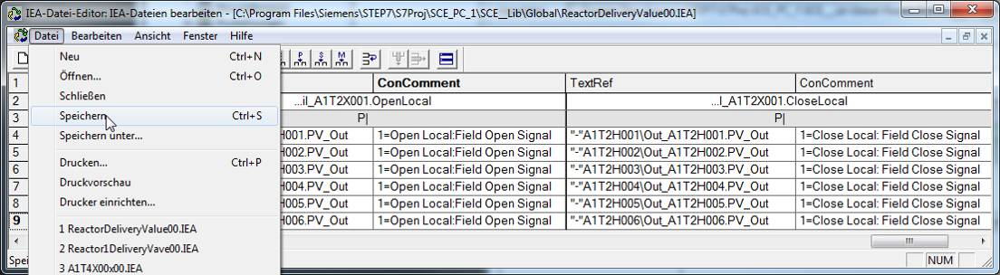 IEA-Datei-Editor: IEA-Dateien bearbeiten - [C:\Program Files\Siemens\STEP7\S7Proj\SCE_PC_1\SCE__Lib\Global\ReactorDeliveryValue00.IEA]
Datei Bearbeiten Ansicht Fenster Hilfe
Neu Ctrl+N
Öffnen... Ctrl+O
Schließen
Speichern Ctrl+S
Speichern unter...
Drucken... Ctrl+P
Druckvorschau
Drucker einrichten...
1 ReactorDeliveryValue00.IEA
2 Reactor1DeliveryVave00.IEA
3 A1T4X00x00.IEA
P S M
1 ConComment TextRef ConComment
2 ...il_A1T2X001.OpenLocal ...l_A1T2X001.CloseLocal
3 P| P|
4 H001.PV_Out 1=Open Local:Field Open Signal "-"A1T2H001\Out_A1T2H001.PV_Out 1=Close Local: Field Close Signal
5 H002.PV_Out 1=Open Local:Field Open Signal "-"A1T2H002\Out_A1T2H002.PV_Out 1=Close Local: Field Close Signal
6 H003.PV_Out 1=Open Local:Field Open Signal "-"A1T2H003\Out_A1T2H003.PV_Out 1=Close Local: Field Close Signal
7 H004.PV_Out 1=Open Local:Field Open Signal "-"A1T2H004\Out_A1T2H004.PV_Out 1=Close Local: Field Close Signal
8 H005.PV_Out 1=Open Local:Field Open Signal "-"A1T2H005\Out_A1T2H005.PV_Out 1=Close Local: Field Close Signal
9 H006.PV_Out 1=Open Local:Field Open Signal "-"A1T2H006\Out_A1T2H006.PV_Out 1=Close Local: Field Close Signal
Spei NUM